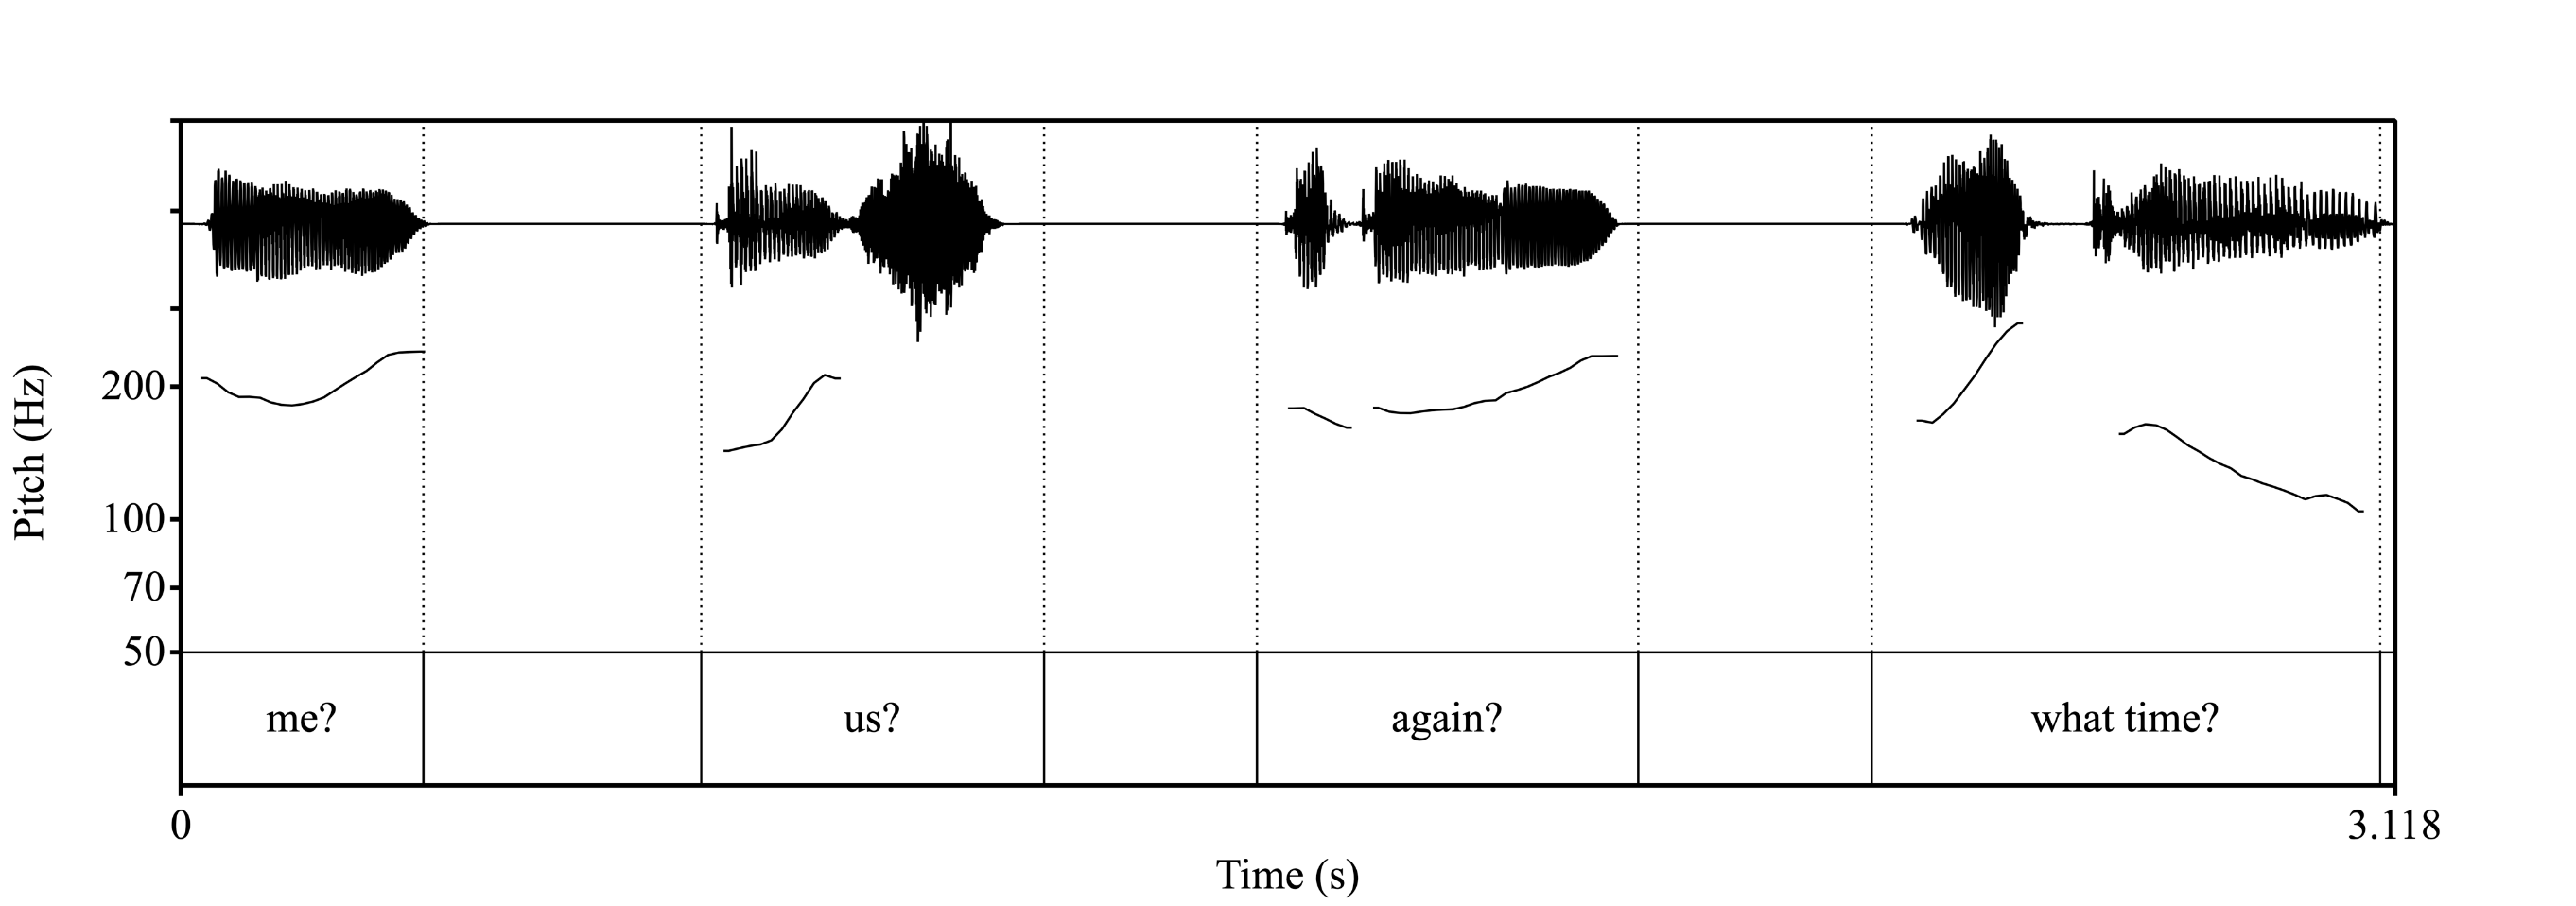 Pitch (Hz)
200
100
70
50
me?
us?
again?
what time?
0
3.118
Time (s)